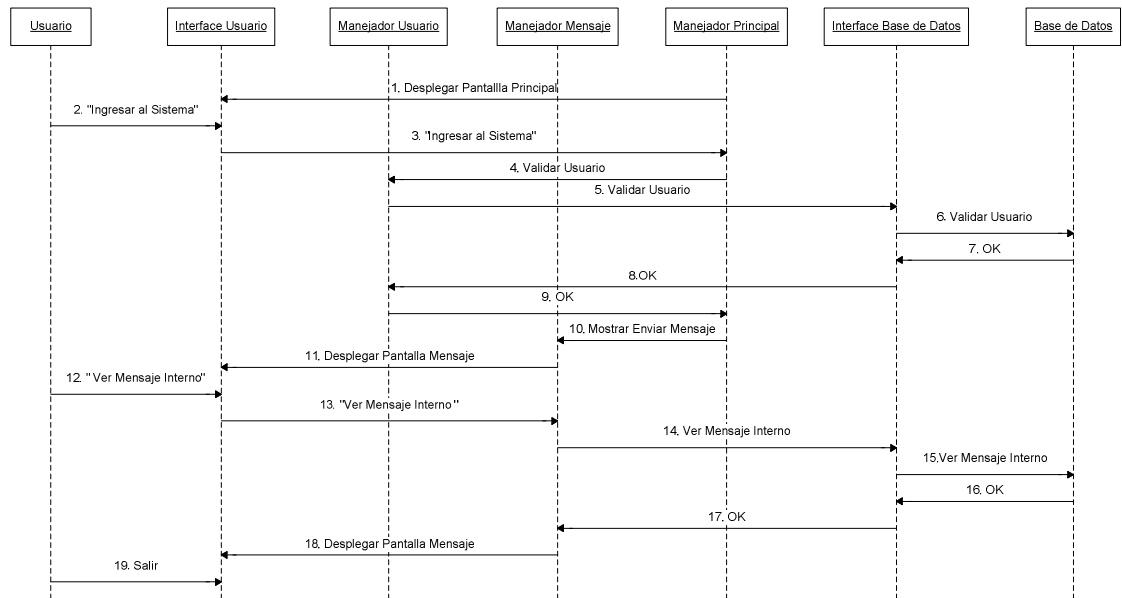 Usuario
Interface Usuario
Manejador Usuario
Manejador Mensaje
Manejador Principal
Interface Base de Datos
Base de Datos
1. Desplegar Pantallla Principal
2. "Ingresar al Sistema"
3. "Ingresar al Sistema"
4. Validar Usuario
5. Validar Usuario
6. Validar Usuario
7. OK
8.OK
9. OK
10. Mostrar Enviar Mensaje
11. Desplegar Pantalla Mensaje
12. " Ver Mensaje Interno"
13. "Ver Mensaje Interno "
14. Ver Mensaje Interno
15.Ver Mensaje Interno
16. OK
17. OK
18. Desplegar Pantalla Mensaje
19. Salir